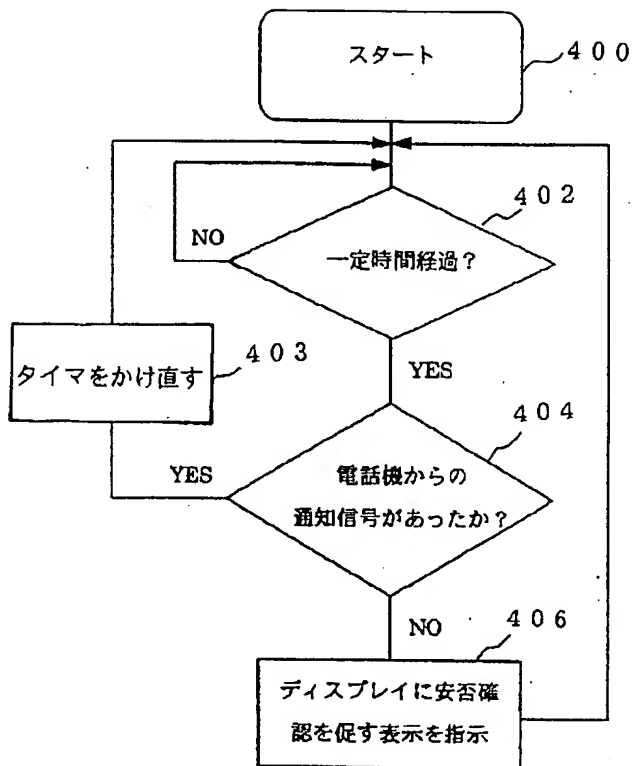 スタート
400
402
NO
一定時間経過?
タイマをかけ直す
403
YES
404
YES
電話機からの
通知信号があったか?
NO
406
ディスプレイに安否確
認を促す表示を指示